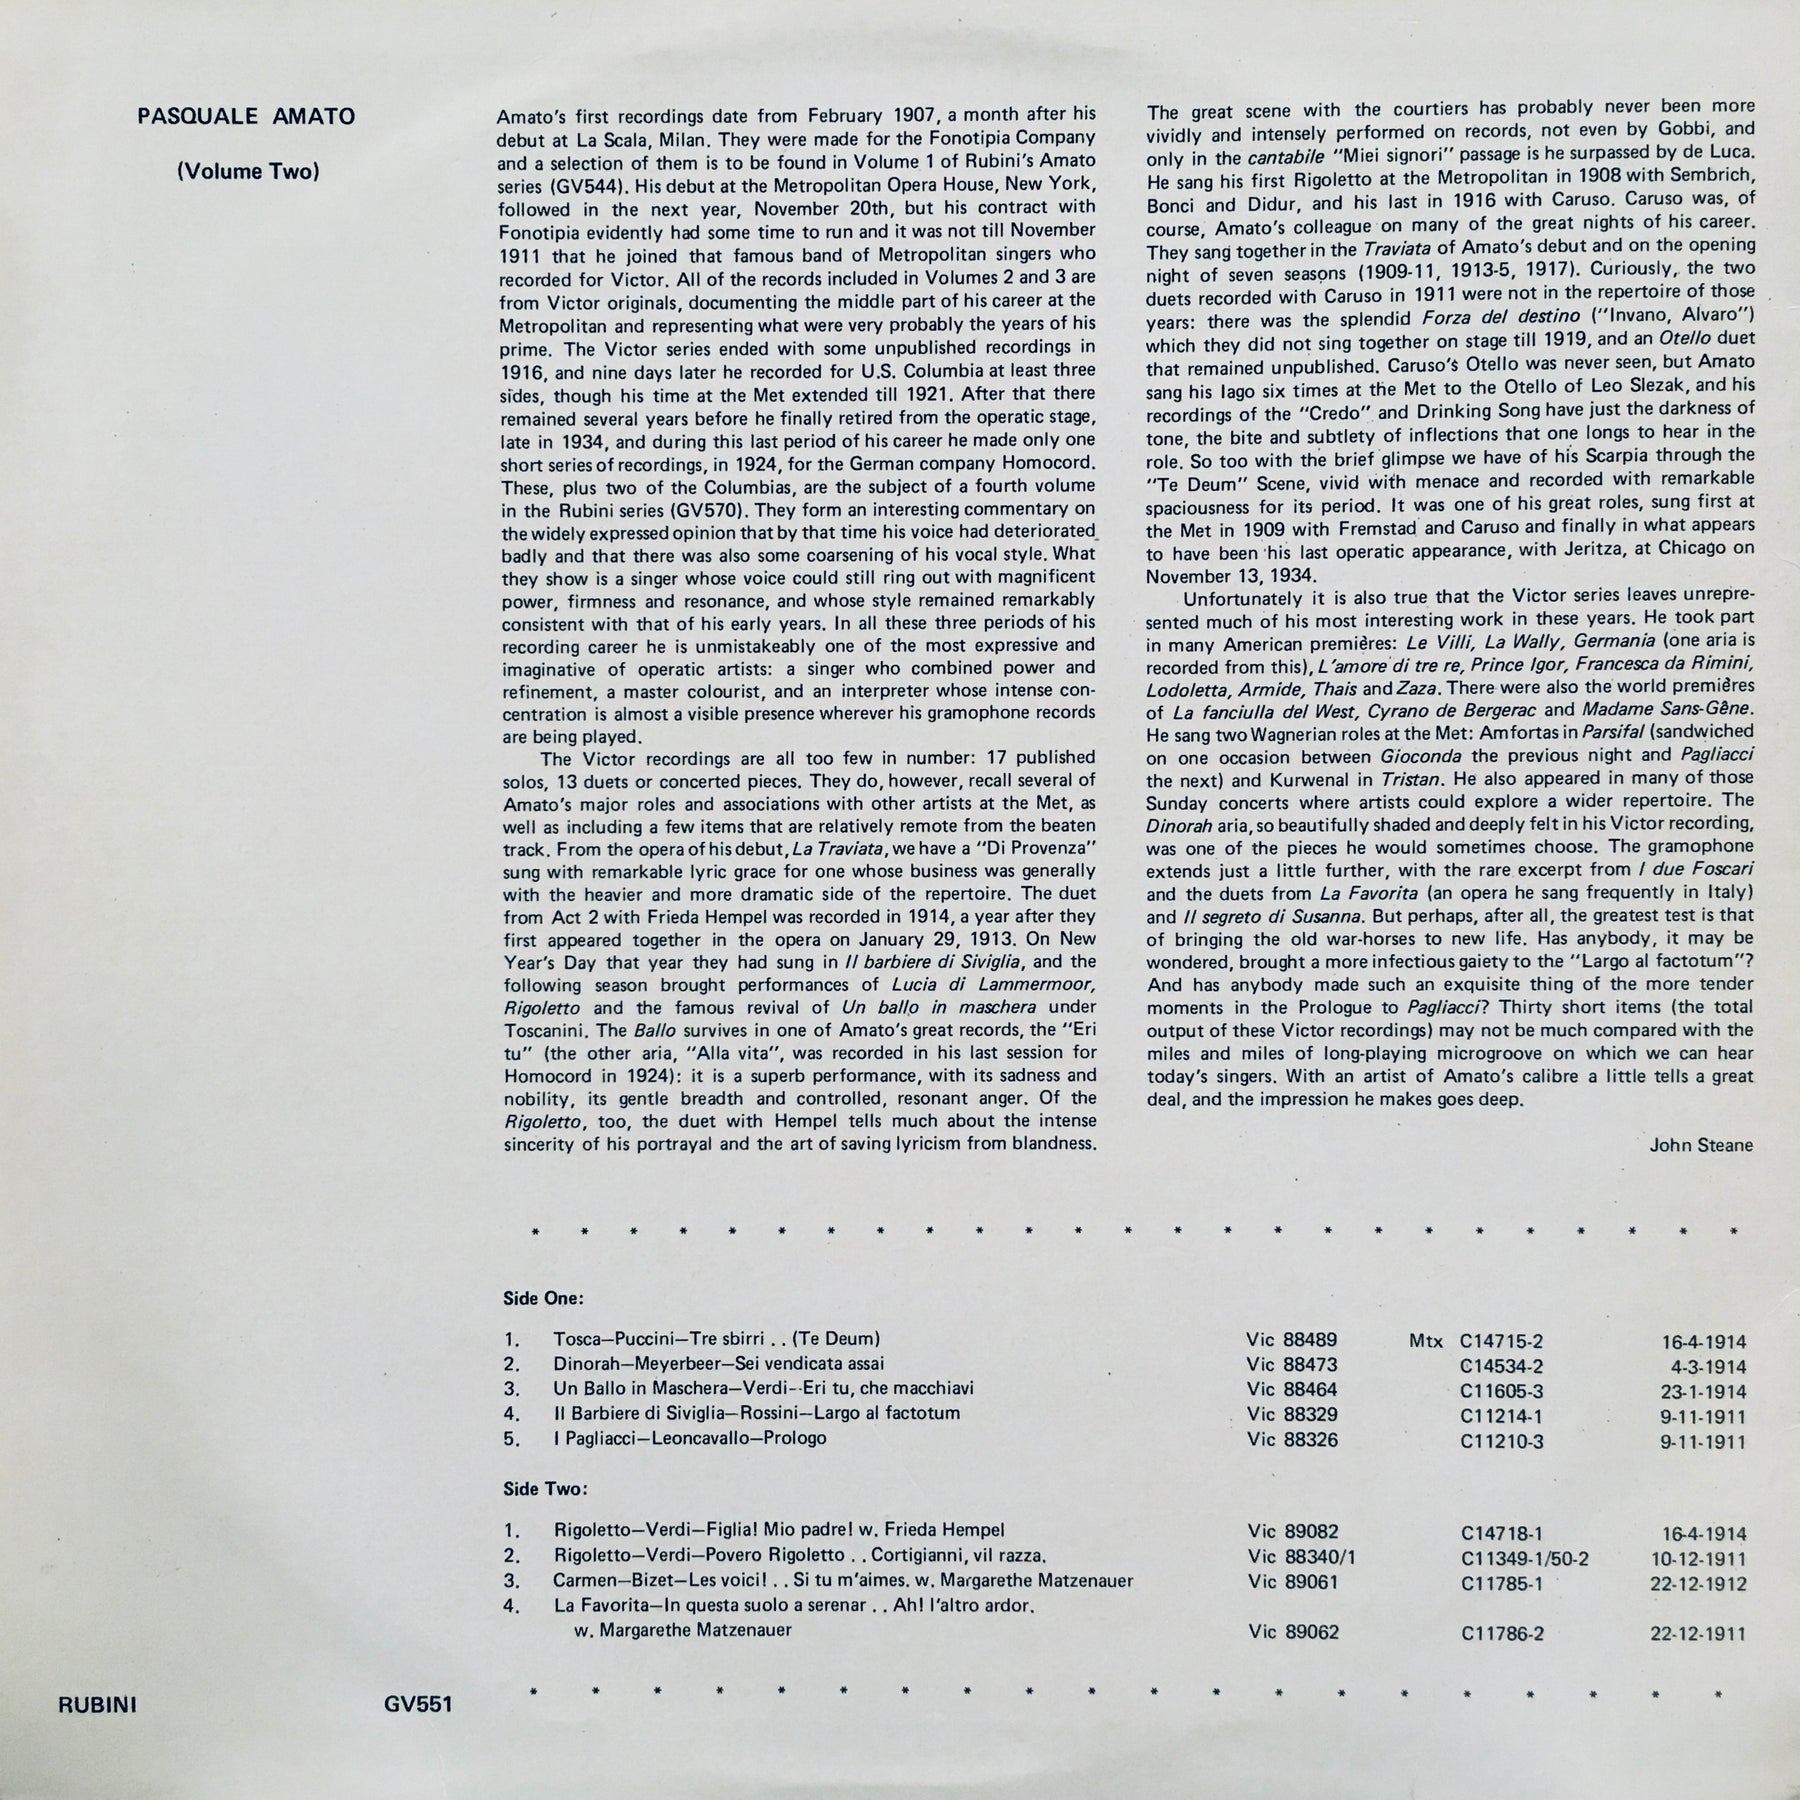 PASQUALE AMATO
(Volume Two)
Amato's first recordings date from February 1907, a month after his
debut at La Scala, Milan. They were made for the Fonotipia Company
and a selection of them is to be found in Volume 1 of Rubini's Amato
series (GV544). His debut at the Metropolitan Opera House, New York,
followed in the next year, November 20th, but his contract with
Fonotipia evidently had some time to run and it was not till November
1911 that he joined that famous band of Metropolitan singers who
recorded for Victor. All of the records included in Volumes 2 and 3 are
from Victor originals, documenting the middle part of his career at the
Metropolitan and representing what were very probably the years of his
prime. The Victor series ended with some unpublished recordings in
1916, and nine days later he recorded for U.S. Columbia at least three
sides, though his time at the Met extended till 1921. After that there
remained several years before he finally retired from the operatic stage,
late in 1934, and during this last period of his career he made only one
short series of recordings, in 1924, for the German company Homocord.
These, plus two of the Columbias, are the subject of a fourth volume
in the Rubini series (GV570). They form an interesting commentary on
the widely expressed opinion that by that time his voice had deteriorated
badly and that there was also some coarsening of his vocal style. What
they show is a singer whose voice could still ring out with magnificent
power, firmness and resonance, and whose style remained remarkably
consistent with that of his early years. In all these three periods of his
recording career he is unmistakeably one of the most expressive and
imaginative of operatic artists: a singer who combined power and
refinement, a master colourist, and an interpreter whose intense con-
centration is almost a visible presence wherever his gramophone records
are being played.
The Victor recordings are all too few in number: 17 published
solos, 13 duets or concerted pieces. They do, however, recall several of
Amato's major roles and associations with other artists at the Met, as
well as including a few items that are relatively remote from the beaten
track. From the opera of his debut, La Traviata, we have a "Di Provenza"
sung with remarkable lyric grace for one whose business was generally
with the heavier and more dramatic side of the repertoire. The duet
from Act 2 with Frieda Hempel was recorded in 1914, a year after they
first appeared together in the opera on January 29, 1913. On New
Year's Day that year they had sung in Il barbiere di Siviglia, and the
following season brought performances of Lucia di Lammermoor,
Rigoletto and the famous revival of Un ballo in maschera under
Toscanini. The Ballo survives in one of Amato's great records, the "Eri
tu" (the other aria, "Alla vita", was recorded in his last session for
Homocord in 1924): it is a superb performance, with its sadness and
nobility, its gentle breadth and controlled, resonant anger. Of the
Rigoletto, too, the duet with Hempel tells much about the intense
sincerity of his portrayal and the art of saving lyricism from blandness.
The great scene with the courtiers has probably never been more
vividly and intensely performed on records, not even by Gobbi, and
only in the cantabile "Miei signori" passage is he surpassed by de Luca.
He sang his first Rigoletto at the Metropolitan in 1908 with Sembrich,
Bonci and Didur, and his last in 1916 with Caruso. Caruso was, of
course, Amato's colleague on many of the great nights of his career.
They sang together in the Traviata of Amato's debut and on the opening
night of seven seasons (1909-11, 1913-5, 1917). Curiously, the two
duets recorded with Caruso in 1911 were not in the repertoire of those
years: there was the splendid Forza del destino ("Invano, Alvaro")
which they did not sing together on stage till 1919, and an Otello duet
that remained unpublished. Caruso's Otello was never seen, but Amato
sang his Iago six times at the Met to the Otello of Leo Slezak, and his
recordings of the "Credo" and Drinking Song have just the darkness of
tone, the bite and subtlety of inflections that one longs to hear in the
role. So too with the brief glimpse we have of his Scarpia through the
"Te Deum" Scene, vivid with menace and recorded with remarkable
spaciousness for its period. It was one of his great roles, sung first at
the Met in 1909 with Fremstad and Caruso and finally in what appears
to have been his last operatic appearance, with Jeritza, at Chicago on
November 13, 1934.
Unfortunately it is also true that the Victor series leaves unrepre-
sented much of his most interesting work in these years. He took part
in many American premières: Le Villi, La Wally, Germania (one aria is
recorded from this), L'amore di tre re, Prince Igor, Francesca da Rimini,
Lodoletta, Armide, Thais and Zaza. There were also the world premières
of La fanciulla del West, Cyrano de Bergerac and Madame Sans-Gêne.
He sang two Wagnerian roles at the Met: Amfortas in Parsifal (sandwiched
on one occasion between Gioconda the previous night and Pagliacci
the next) and Kurwenal in Tristan. He also appeared in many of those
Sunday concerts where artists could explore a wider repertoire. The
Dinorah aria, so beautifully shaded and deeply felt in his Victor recording,
was one of the pieces he would sometimes choose. The gramophone
extends just a little further, with the rare excerpt from I due Foscari
and the duets from La Favorita (an opera he sang frequently in Italy)
and Il segreto di Susanna. But perhaps, after all, the greatest test is that
of bringing the old war-horses to new life. Has anybody, it may be
wondered, brought a more infectious gaiety to the "Largo al factotum"?
And has anybody made such an exquisite thing of the more tender
moments in the Prologue to Pagliacci? Thirty short items (the total
output of these Victor recordings) may not be much compared with the
miles and miles of long-playing microgroove on which we can hear
today's singers. With an artist of Amato's calibre a little tells a great
deal, and the impression he makes goes deep.
John Steane
* * * * * * * * * * * * * * * * * * * * * * * * *
Side One:
1. Tosca—Puccini—Tre sbirri . . (Te Deum) Vic 88489 Mtx C14715-2 16-4-1914
2. Dinorah—Meyerbeer—Sei vendicata assai Vic 88473 C14534-2 4-3-1914
3. Un Ballo in Maschera—Verdi--Eri tu, che macchiavi Vic 88464 C11605-3 23-1-1914
4. Il Barbiere di Siviglia—Rossini—Largo al factotum Vic 88329 C11214-1 9-11-1911
5. I Pagliacci—Leoncavallo—Prologo Vic 88326 C11210-3 9-11-1911
Side Two:
1. Rigoletto—Verdi—Figlia! Mio padre! w. Frieda Hempel Vic 89082 C14718-1 16-4-1914
2. Rigoletto—Verdi—Povero Rigoletto . . Cortigianni, vil razza. Vic 88340/1 C11349-1/50-2 10-12-1911
3. Carmen—Bizet—Les voici! . . Si tu m'aimes. w. Margarethe Matzenauer Vic 89061 C11785-1 22-12-1912
4. La Favorita—In questa suolo a serenar . . Ah! l'altro ardor.
w. Margarethe Matzenauer Vic 89062 C11786-2 22-12-1911
* * * * * * * * * * * * * * * * * * * *
RUBINI GV551